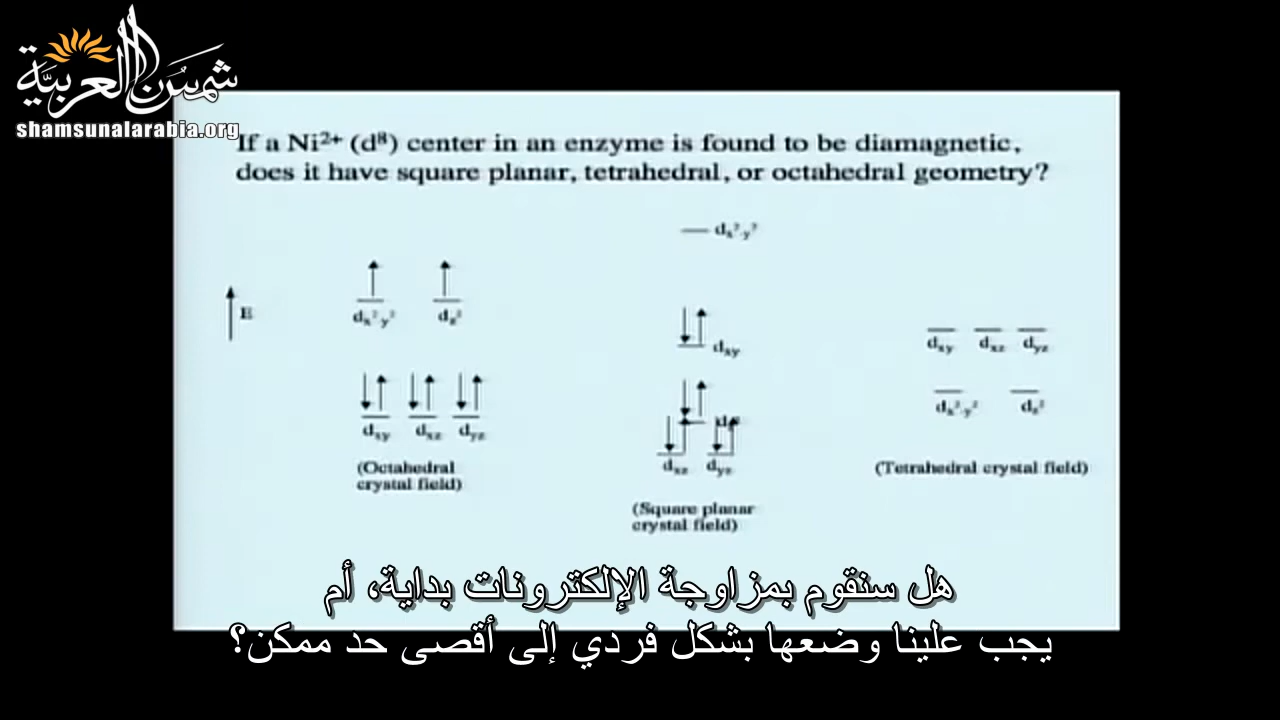 شمس العربية
shamsunalarabia.org
If a Ni²⁺ (d⁸) center in an enzyme is found to be diamagnetic,
does it have square planar, tetrahedral, or octahedral geometry?
dx²-y²
E
dx²-y² dz²
dxy
dxy dxz dyz
dx²-y² dz²
dxy dxz dyz
dxz dyz
(Octahedral
crystal field)
(Tetrahedral crystal field)
(Square planar
crystal field)
هل سنقوم بمزاوجة الإلكترونات بداية، أم
يجب علينا وضعها بشكل فردي إلى أقصى حد ممكن؟